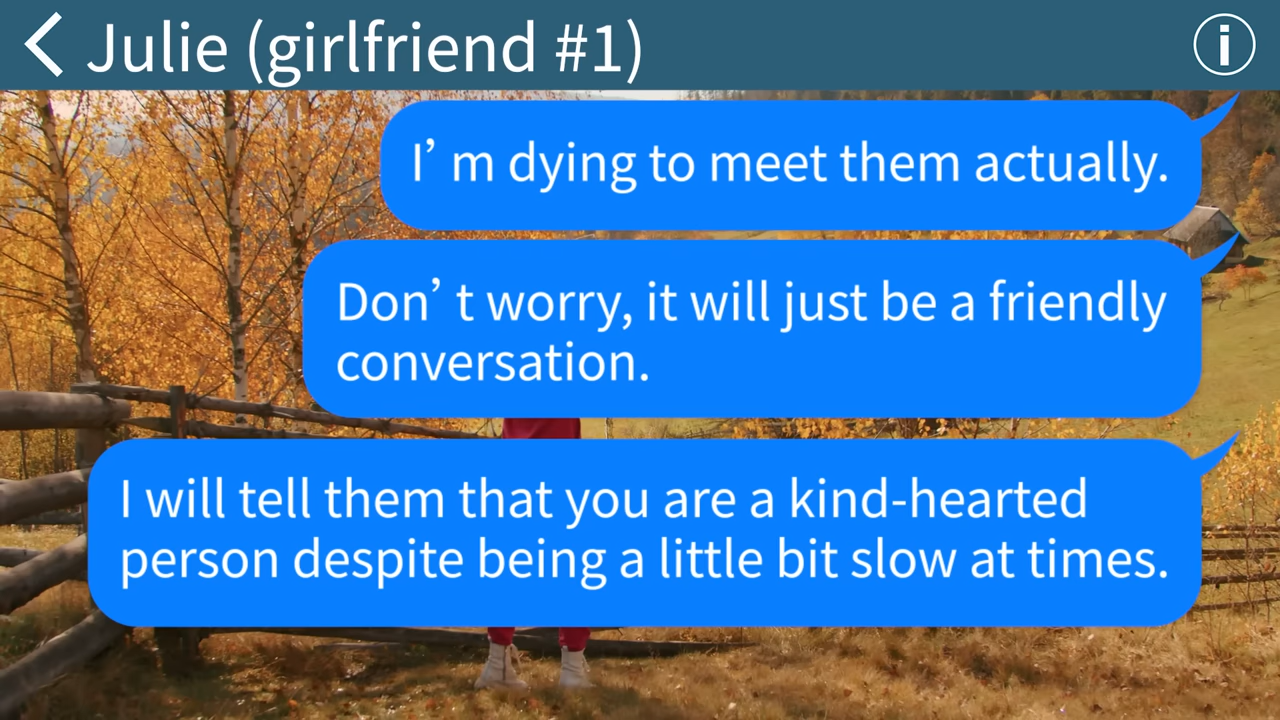 Julie (girlfriend #1)
I’m dying to meet them actually.
Don’t worry, it will just be a friendly
conversation.
I will tell them that you are a kind-hearted
person despite being a little bit slow at times.